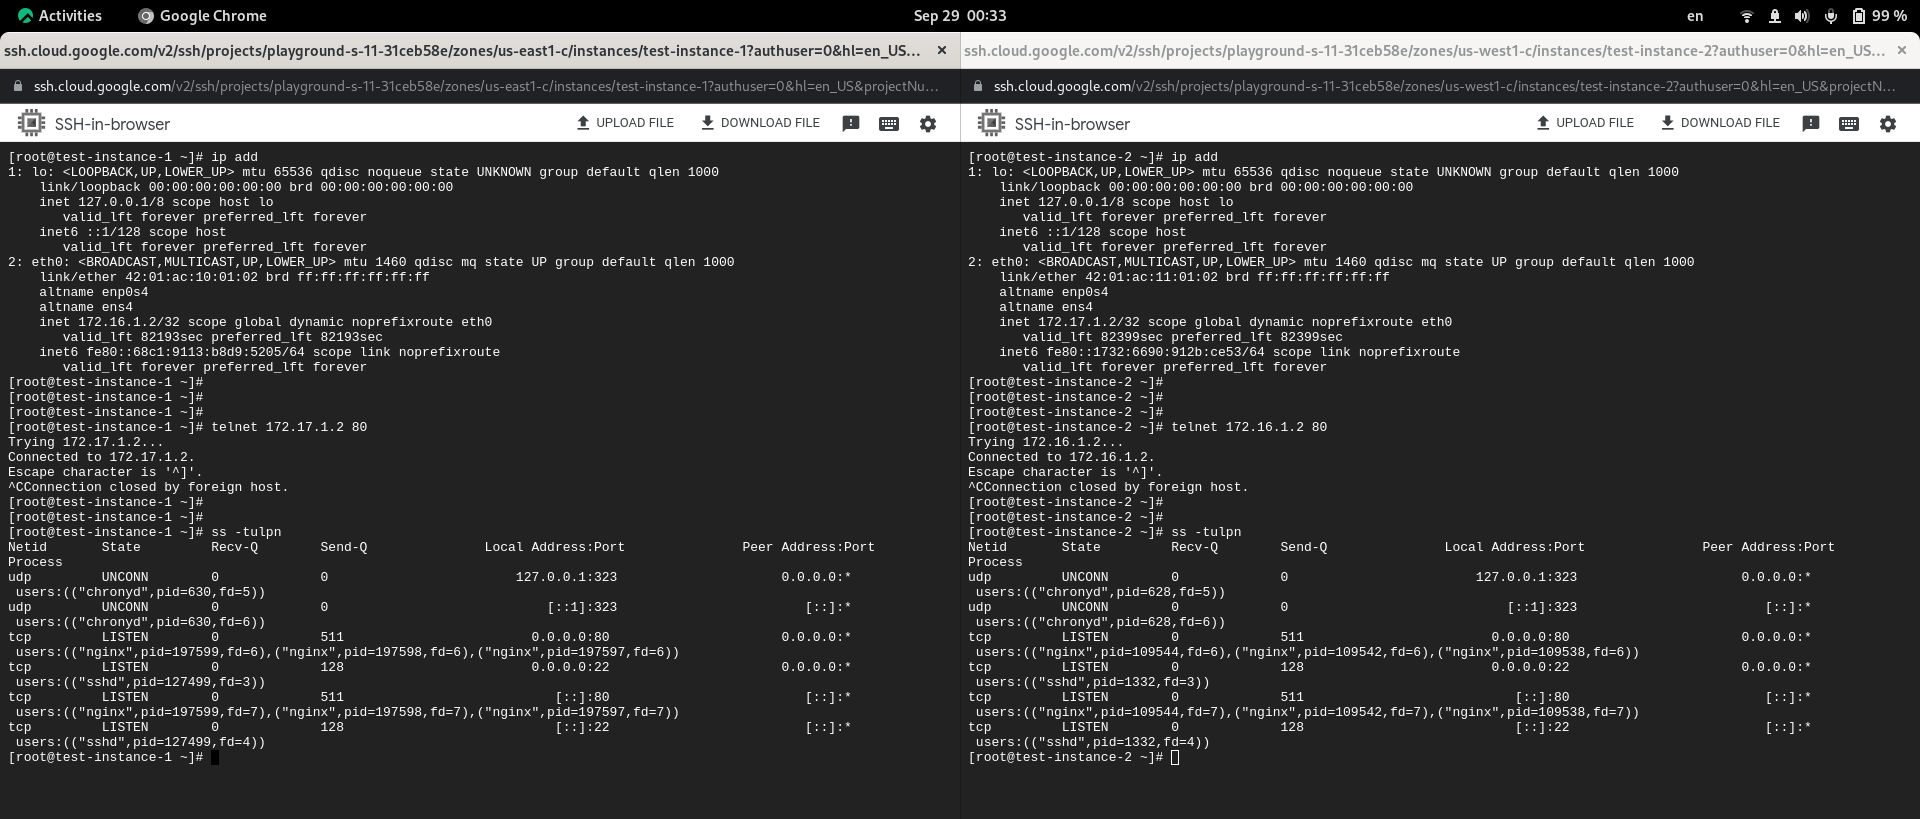 Activities Google Chrome Sep 29 00:33 en 99 %
ssh.cloud.google.com/v2/ssh/projects/playground-s-11-31ceb58e/zones/us-east1-c/instances/test-instance-1?authuser=0&hl=en_US...
ssh.cloud.google.com/v2/ssh/projects/playground-s-11-31ceb58e/zones/us-east1-c/instances/test-instance-1?authuser=0&hl=en_US&projectNu...
SSH-in-browser UPLOAD FILE DOWNLOAD FILE
[root@test-instance-1 ~]# ip add
1: lo: <LOOPBACK,UP,LOWER_UP> mtu 65536 qdisc noqueue state UNKNOWN group default qlen 1000
    link/loopback 00:00:00:00:00:00 brd 00:00:00:00:00:00
    inet 127.0.0.1/8 scope host lo
       valid_lft forever preferred_lft forever
    inet6 ::1/128 scope host
       valid_lft forever preferred_lft forever
2: eth0: <BROADCAST,MULTICAST,UP,LOWER_UP> mtu 1460 qdisc mq state UP group default qlen 1000
    link/ether 42:01:ac:10:01:02 brd ff:ff:ff:ff:ff:ff
    altname enp0s4
    altname ens4
    inet 172.16.1.2/32 scope global dynamic noprefixroute eth0
       valid_lft 82193sec preferred_lft 82193sec
    inet6 fe80::68c1:9113:b8d9:5205/64 scope link noprefixroute
       valid_lft forever preferred_lft forever
[root@test-instance-1 ~]#
[root@test-instance-1 ~]#
[root@test-instance-1 ~]#
[root@test-instance-1 ~]# telnet 172.17.1.2 80
Trying 172.17.1.2...
Connected to 172.17.1.2.
Escape character is '^]'.
^CConnection closed by foreign host.
[root@test-instance-1 ~]#
[root@test-instance-1 ~]#
[root@test-instance-1 ~]# ss -tulpn
Netid State Recv-Q Send-Q Local Address:Port Peer Address:Port
Process
udp UNCONN 0 0 127.0.0.1:323 0.0.0.0:*
 users:(("chronyd",pid=630,fd=5))
udp UNCONN 0 0 [::1]:323 [::]:*
 users:(("chronyd",pid=630,fd=6))
tcp LISTEN 0 511 0.0.0.0:80 0.0.0.0:*
 users:(("nginx",pid=197599,fd=6),("nginx",pid=197598,fd=6),("nginx",pid=197597,fd=6))
tcp LISTEN 0 128 0.0.0.0:22 0.0.0.0:*
 users:(("sshd",pid=127499,fd=3))
tcp LISTEN 0 511 [::]:80 [::]:*
 users:(("nginx",pid=197599,fd=7),("nginx",pid=197598,fd=7),("nginx",pid=197597,fd=7))
tcp LISTEN 0 128 [::]:22 [::]:*
 users:(("sshd",pid=127499,fd=4))
[root@test-instance-1 ~]#
ssh.cloud.google.com/v2/ssh/projects/playground-s-11-31ceb58e/zones/us-west1-c/instances/test-instance-2?authuser=0&hl=en_US...
ssh.cloud.google.com/v2/ssh/projects/playground-s-11-31ceb58e/zones/us-west1-c/instances/test-instance-2?authuser=0&hl=en_US&projectN...
SSH-in-browser UPLOAD FILE DOWNLOAD FILE
[root@test-instance-2 ~]# ip add
1: lo: <LOOPBACK,UP,LOWER_UP> mtu 65536 qdisc noqueue state UNKNOWN group default qlen 1000
    link/loopback 00:00:00:00:00:00 brd 00:00:00:00:00:00
    inet 127.0.0.1/8 scope host lo
       valid_lft forever preferred_lft forever
    inet6 ::1/128 scope host
       valid_lft forever preferred_lft forever
2: eth0: <BROADCAST,MULTICAST,UP,LOWER_UP> mtu 1460 qdisc mq state UP group default qlen 1000
    link/ether 42:01:ac:11:01:02 brd ff:ff:ff:ff:ff:ff
    altname enp0s4
    altname ens4
    inet 172.17.1.2/32 scope global dynamic noprefixroute eth0
       valid_lft 82399sec preferred_lft 82399sec
    inet6 fe80::1732:6690:912b:ce53/64 scope link noprefixroute
       valid_lft forever preferred_lft forever
[root@test-instance-2 ~]#
[root@test-instance-2 ~]#
[root@test-instance-2 ~]#
[root@test-instance-2 ~]# telnet 172.16.1.2 80
Trying 172.16.1.2...
Connected to 172.16.1.2.
Escape character is '^]'.
^CConnection closed by foreign host.
[root@test-instance-2 ~]#
[root@test-instance-2 ~]#
[root@test-instance-2 ~]# ss -tulpn
Netid State Recv-Q Send-Q Local Address:Port Peer Address:Port
Process
udp UNCONN 0 0 127.0.0.1:323 0.0.0.0:*
 users:(("chronyd",pid=628,fd=5))
udp UNCONN 0 0 [::1]:323 [::]:*
 users:(("chronyd",pid=628,fd=6))
tcp LISTEN 0 511 0.0.0.0:80 0.0.0.0:*
 users:(("nginx",pid=109544,fd=6),("nginx",pid=109542,fd=6),("nginx",pid=109538,fd=6))
tcp LISTEN 0 128 0.0.0.0:22 0.0.0.0:*
 users:(("sshd",pid=1332,fd=3))
tcp LISTEN 0 511 [::]:80 [::]:*
 users:(("nginx",pid=109544,fd=7),("nginx",pid=109542,fd=7),("nginx",pid=109538,fd=7))
tcp LISTEN 0 128 [::]:22 [::]:*
 users:(("sshd",pid=1332,fd=4))
[root@test-instance-2 ~]#